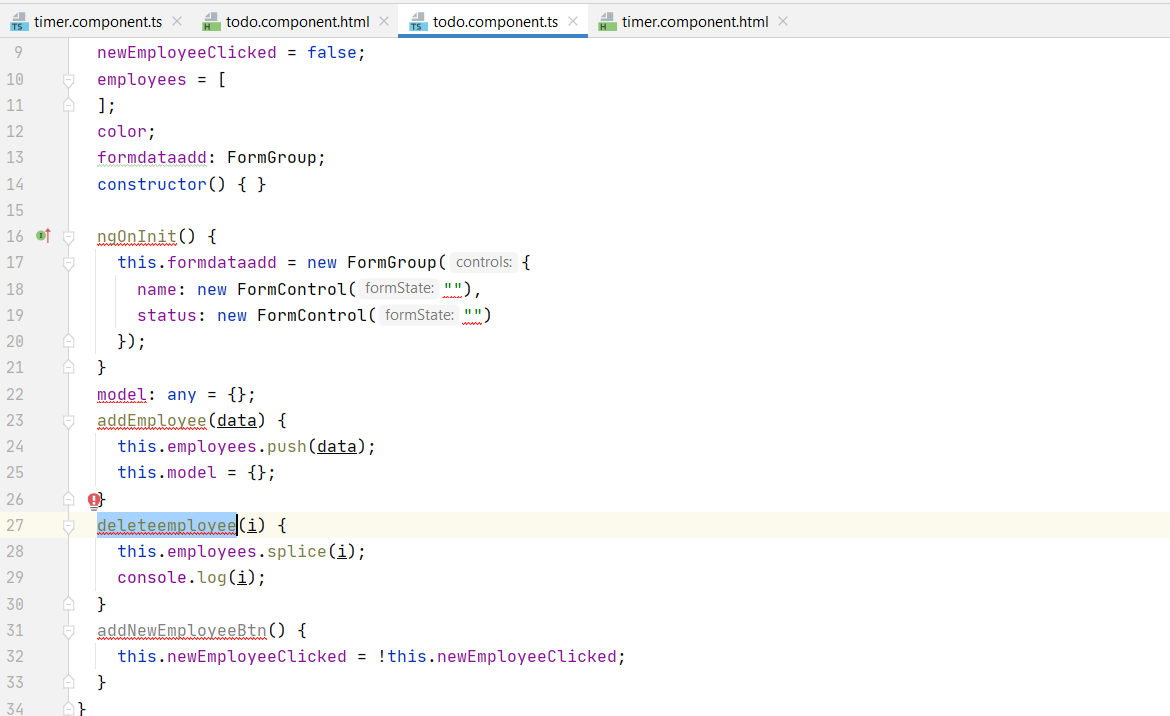 timer.component.ts todo.component.html todo.component.ts timer.component.html
9 newEmployeeClicked = false;
10 employees = [
11 ];
12 color;
13 formdataadd: FormGroup;
14 constructor() { }
15
16 ngOnInit() {
17 this.formdataadd = new FormGroup( controls: {
18 name: new FormControl( formState: ""),
19 status: new FormControl( formState: "")
20 });
21 }
22 model: any = {};
23 addEmployee(data) {
24 this.employees.push(data);
25 this.model = {};
26 }
27 deleteemployee(i) {
28 this.employees.splice(i);
29 console.log(i);
30 }
31 addNewEmployeeBtn() {
32 this.newEmployeeClicked = !this.newEmployeeClicked;
33 }
34 }